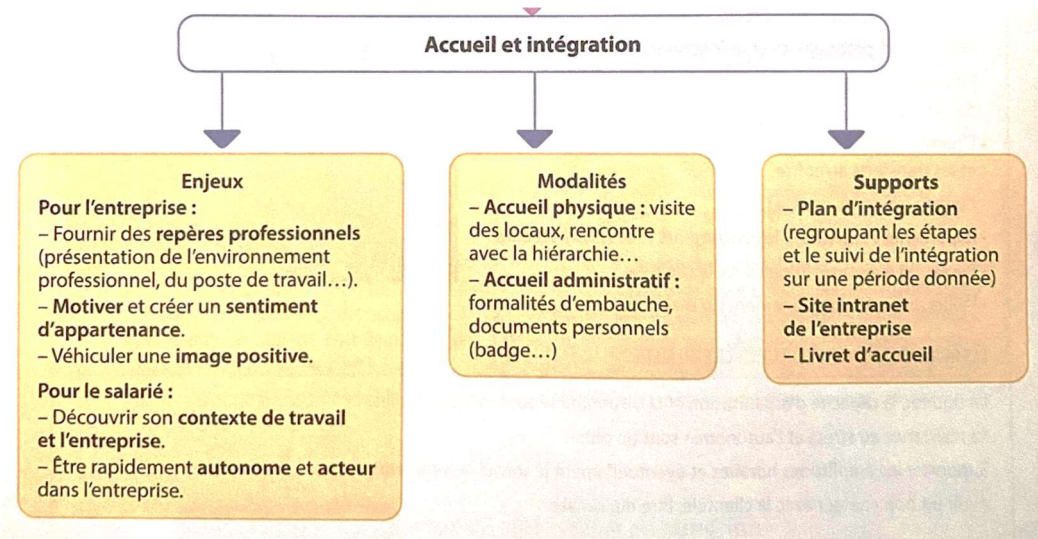 Accueil et intégration
Enjeux
Pour l'entreprise :
– Fournir des repères professionnels
(présentation de l'environnement
professionnel, du poste de travail…).
– Motiver et créer un sentiment
d'appartenance.
– Véhiculer une image positive.
Pour le salarié :
– Découvrir son contexte de travail
et l'entreprise.
– Être rapidement autonome et acteur
dans l'entreprise.
Modalités
– Accueil physique : visite
des locaux, rencontre
avec la hiérarchie…
– Accueil administratif :
formalités d'embauche,
documents personnels
(badge…)
Supports
– Plan d'intégration
(regroupant les étapes
et le suivi de l'intégration
sur une période donnée)
– Site intranet
de l'entreprise
– Livret d'accueil